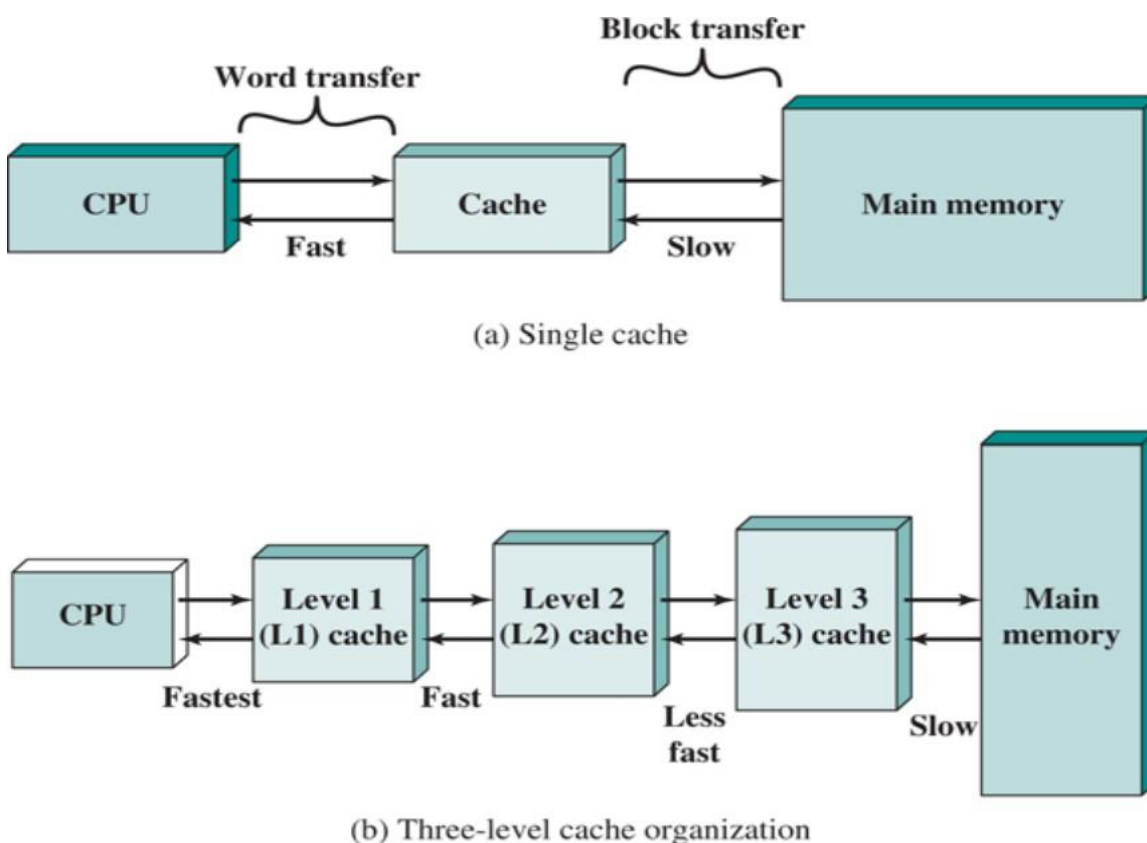 Block transfer
Word transfer
CPU
Cache
Main memory
Fast
Slow
(a) Single cache
CPU
Level 1
(L1) cache
Level 2
(L2) cache
Level 3
(L3) cache
Main
memory
Fastest
Fast
Less
fast
Slow
(b) Three-level cache organization